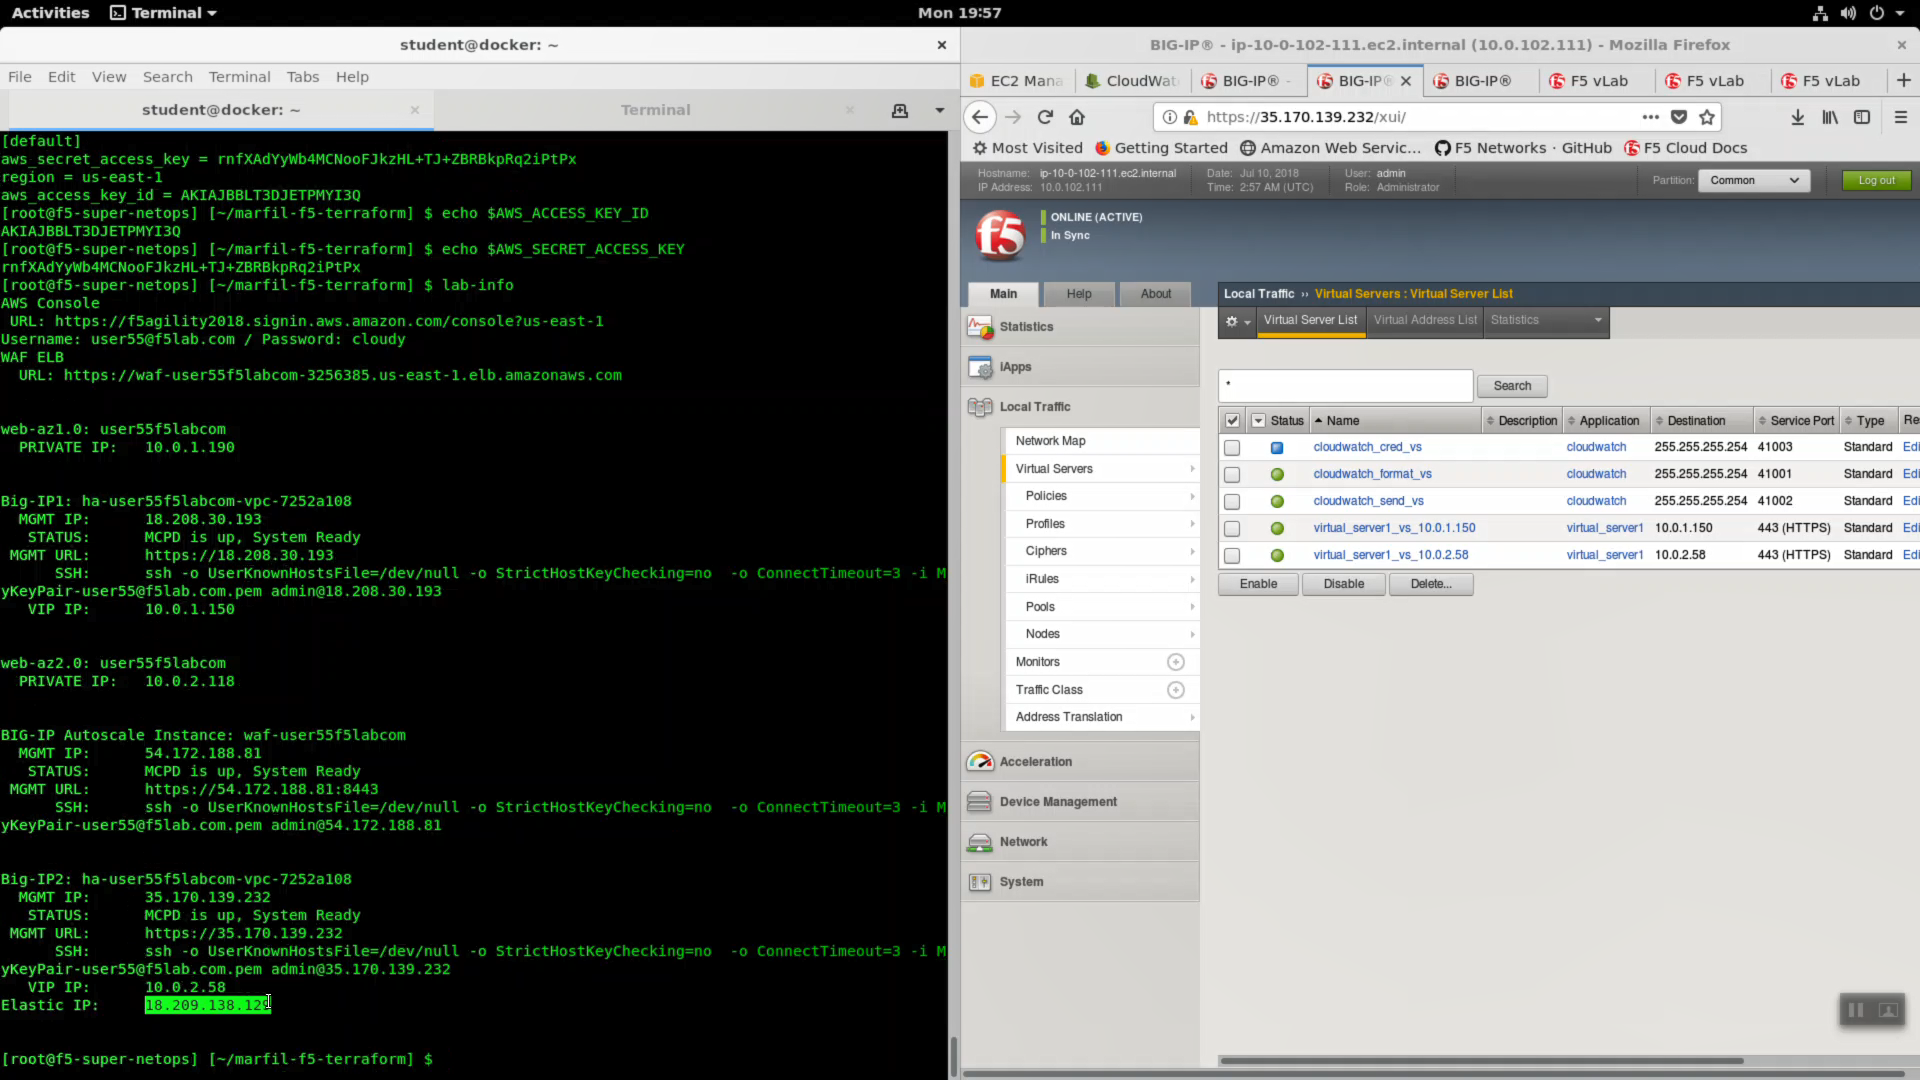 Activities
Terminal
Mon 19:57
student@docker: ~
File Edit View Search Terminal Tabs Help
student@docker: ~
Terminal
[default]
aws_secret_access_key = rnfXAdYyWb4MCNooFJkzHL+TJ+ZBRBkpRq2iPtPx
region = us-east-1
aws_access_key_id = AKIAJBBLT3DJETPMYI3Q
[root@f5-super-netops] [~/marfil-f5-terraform] $ echo $AWS_ACCESS_KEY_ID
AKIAJBBLT3DJETPMYI3Q
[root@f5-super-netops] [~/marfil-f5-terraform] $ echo $AWS_SECRET_ACCESS_KEY
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
[root@f5-super-netops] [~/marfil-f5-terraform] $ lab-info
AWS Console
URL: https://f5agility2018.signin.aws.amazon.com/console?us-east-1
Username: user55@f5lab.com / Password: cloudy
WAF ELB
URL: https://waf-user55f5labcom-3256385.us-east-1.elb.amazonaws.com
web-az1.0: user55f5labcom
PRIVATE IP: 10.0.1.190
Big-IP1: ha-user55f5labcom-vpc-7252a108
MGMT IP: 18.208.30.193
STATUS: MCPD is up, System Ready
MGMT URL: https://18.208.30.193
SSH: ssh -o UserKnownHostsFile=/dev/null -o StrictHostKeyChecking=no -o ConnectTimeout=3 -i M
yKeyPair-user55@f5lab.com.pem admin@18.208.30.193
VIP IP: 10.0.1.150
web-az2.0: user55f5labcom
PRIVATE IP: 10.0.2.118
BIG-IP Autoscale Instance: waf-user55f5labcom
MGMT IP: 54.172.188.81
STATUS: MCPD is up, System Ready
MGMT URL: https://54.172.188.81:8443
SSH: ssh -o UserKnownHostsFile=/dev/null -o StrictHostKeyChecking=no -o ConnectTimeout=3 -i M
yKeyPair-user55@f5lab.com.pem admin@54.172.188.81
Big-IP2: ha-user55f5labcom-vpc-7252a108
MGMT IP: 35.170.139.232
STATUS: MCPD is up, System Ready
MGMT URL: https://35.170.139.232
SSH: ssh -o UserKnownHostsFile=/dev/null -o StrictHostKeyChecking=no -o ConnectTimeout=3 -i M
yKeyPair-user55@f5lab.com.pem admin@35.170.139.232
VIP IP: 10.0.2.58
Elastic IP: 18.209.138.129
[root@f5-super-netops] [~/marfil-f5-terraform] $
BIG-IP® - ip-10-0-102-111.ec2.internal (10.0.102.111) - Mozilla Firefox
EC2 Mana
CloudWat
BIG-IP® -
BIG-IP®
BIG-IP®
F5 vLab
F5 vLab
F5 vLab
https://35.170.139.232/xui/
Most Visited
Getting Started
Amazon Web Servic...
F5 Networks · GitHub
F5 Cloud Docs
Hostname: ip-10-0-102-111.ec2.internal Date: Jul 10, 2018 User: admin
IP Address: 10.0.102.111 Time: 2:57 AM (UTC) Role: Administrator
Partition: Common
Log out
f5
ONLINE (ACTIVE)
In Sync
Main Help About
Statistics
iApps
Local Traffic
Network Map
Virtual Servers
Policies
Profiles
Ciphers
iRules
Pools
Nodes
Monitors
Traffic Class
Address Translation
Acceleration
Device Management
Network
System
Local Traffic ›› Virtual Servers : Virtual Server List
Virtual Server List Virtual Address List Statistics
*
Search
Status Name Description Application Destination Service Port Type Re
cloudwatch_cred_vs cloudwatch 255.255.255.254 41003 Standard Edi
cloudwatch_format_vs cloudwatch 255.255.255.254 41001 Standard Edi
cloudwatch_send_vs cloudwatch 255.255.255.254 41002 Standard Edi
virtual_server1_vs_10.0.1.150 virtual_server1 10.0.1.150 443 (HTTPS) Standard Edi
virtual_server1_vs_10.0.2.58 virtual_server1 10.0.2.58 443 (HTTPS) Standard Edi
Enable Disable Delete...